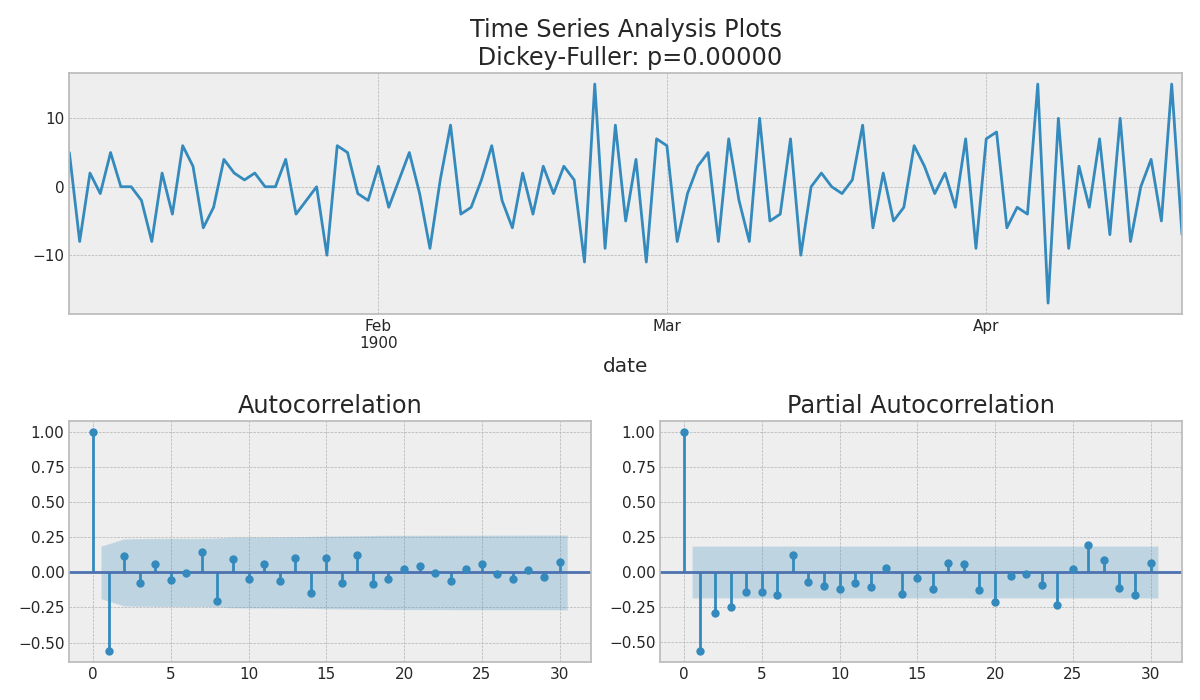 Time Series Analysis Plots
Dickey-Fuller: p=0.00000
10
0
−10
Feb
1900
Mar
Apr
date
Autocorrelation
1.00
0.75
0.50
0.25
0.00
−0.25
−0.50
0 5 10 15 20 25 30
Partial Autocorrelation
1.00
0.75
0.50
0.25
0.00
−0.25
−0.50
0 5 10 15 20 25 30